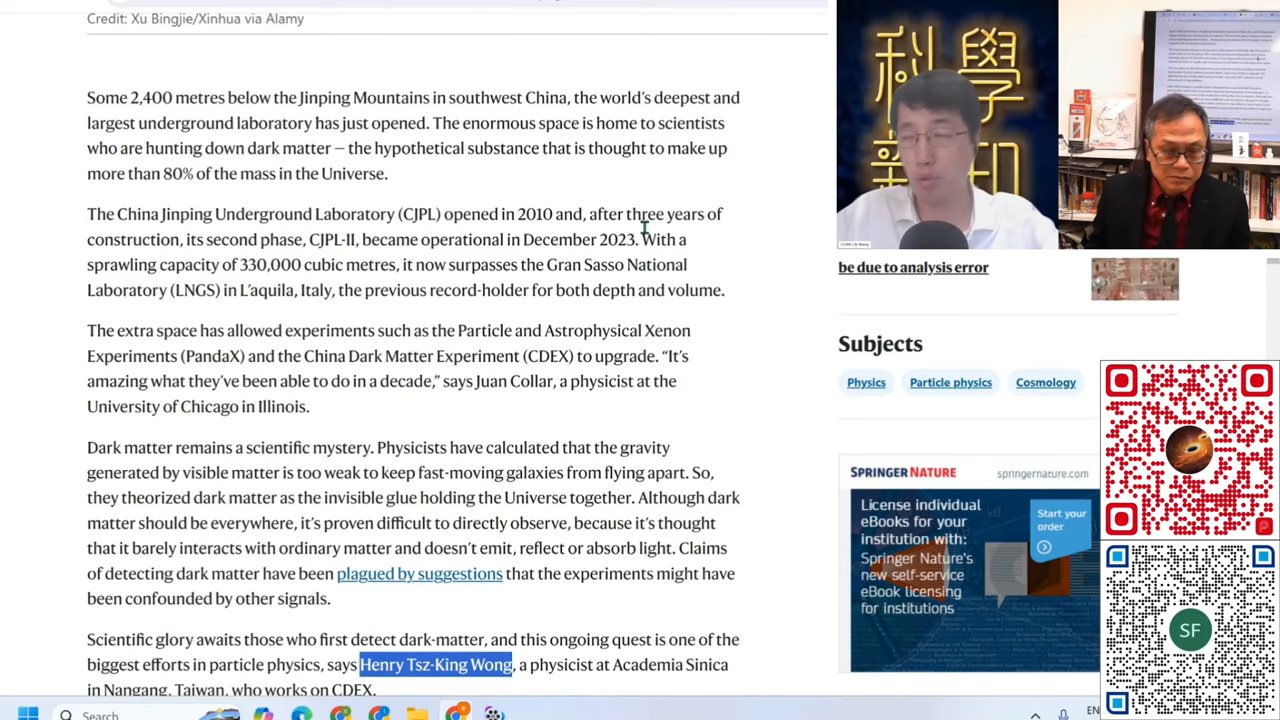 Credit: Xu Bingjie/Xinhua via Alamy
Some 2,400 metres below the Jinping Mountains, in China, the world's deepest and
largest underground laboratory has just opened. The mountain home is host to physicists
who are hunting down dark matter — the hypothetical substance that is thought to make up
more than 80% of the mass in the Universe.
The China Jinping Underground Laboratory (CJPL) opened in 2010 and, after three years of
construction, its second phase, CJPL-II became operational in December 2023. With a
sprawling capacity of 330,000 cubic metres, it now surpasses the Gran Sasso National
Laboratory (LNGS) in L'aquila, Italy, the previous record-holder for both depth and volume.
The extra space has allowed experiments such as the Particle and Astrophysical Xenon
Experiments (PandaX) and the China Dark Matter Experiment (CDEX) to upgrade. “It's
amazing what they've been able to do in a decade,” says Juan Collar, a physicist at the
University of Chicago in Illinois.
Dark matter remains a scientific mystery. Physicists have calculated that the gravity
generated by visible matter is too weak to keep fast-moving galaxies from flying apart. So,
they theorized dark matter as the invisible glue holding the Universe together. Although dark
matter should be everywhere, it's proved difficult to directly detect, because it's thought
that it barely interacts with ordinary matter and doesn't emit, reflect or absorb light. Claims
of detecting dark matter have been plagued by suggestions that the experiments might have
been confounded by other signals.
Scientific glory awaits whoever finds dark-matter, and this ongoing quest is one of the
biggest efforts in particle physics, says Henry Tsz-King Wong, a physicist at Academia Sinica
in Nangang, Taiwan, who works on CDEX.
科學
be due to analysis error
Subjects
Physics
Particle physics
Cosmology
SPRINGER NATURE
springernature.com
License individual
eBooks for your
institution with:
Springer Nature's
new self-service
eBook licensing
for institutions
Start your
order
SF
Search
EN